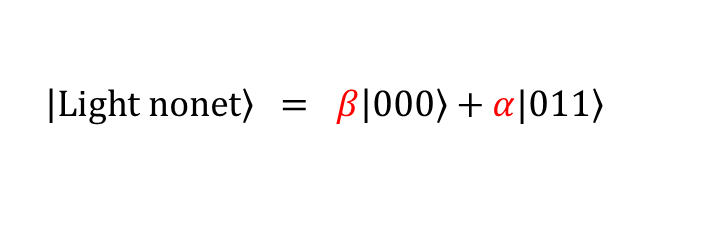 |Light nonet⟩ = β|000⟩ + α|011⟩